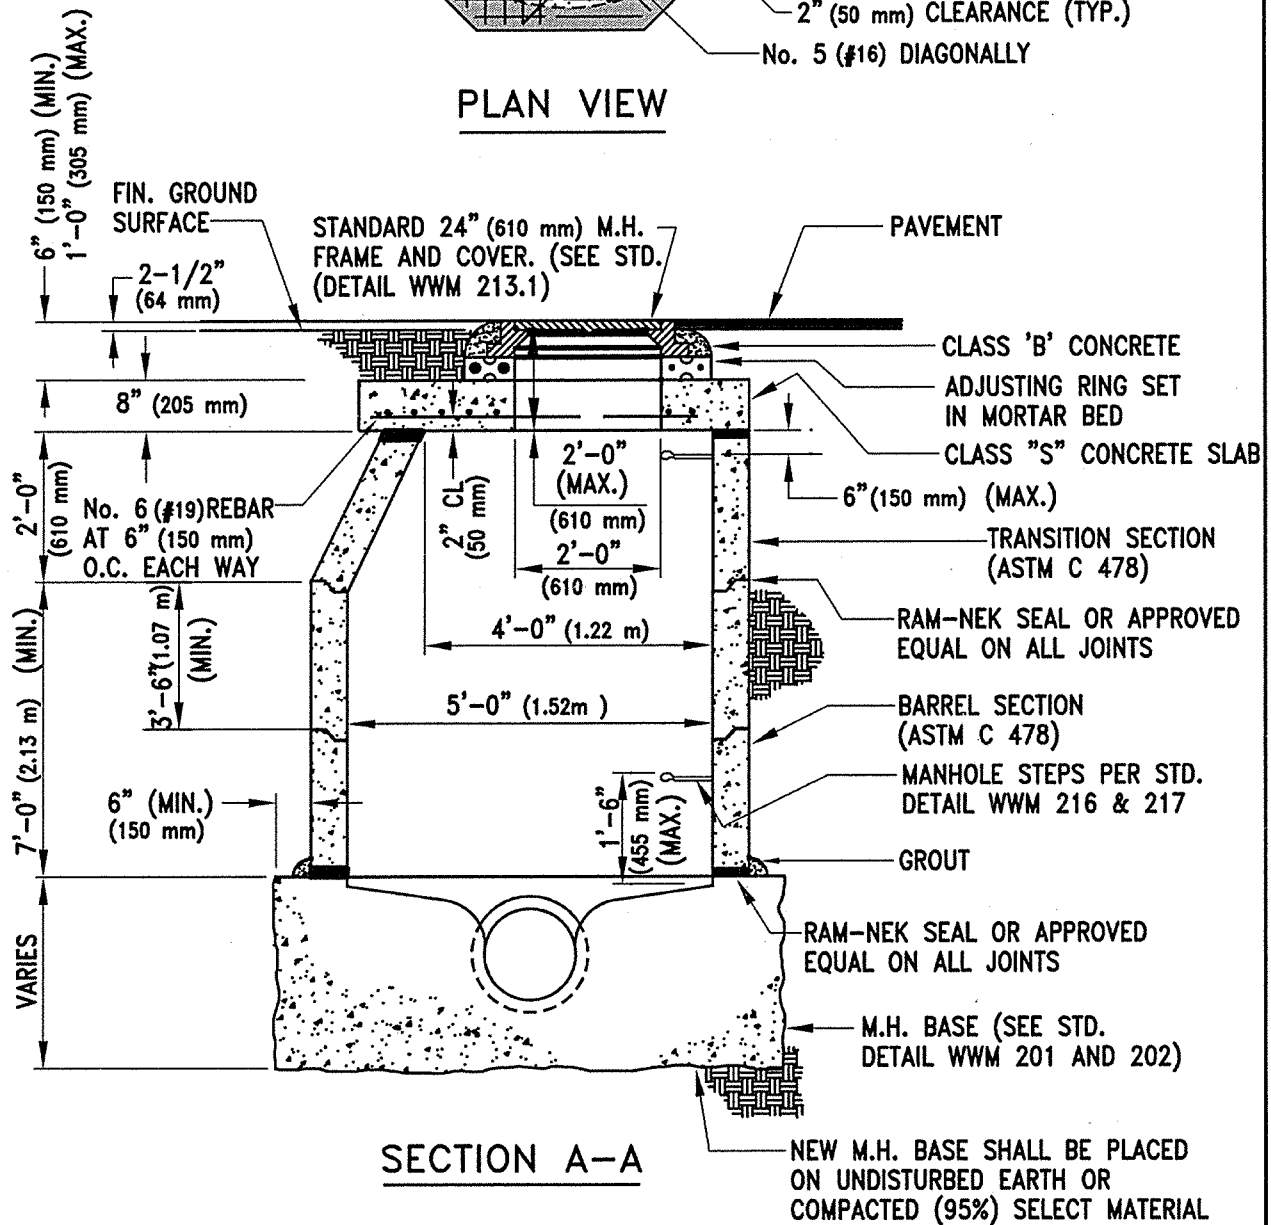 2" (50 mm) CLEARANCE (TYP.)
No. 5 (#16) DIAGONALLY
PLAN VIEW
6" (150 mm) (MIN.)
1'-0" (305 mm) (MAX.)
FIN. GROUND
SURFACE
STANDARD 24" (610 mm) M.H.
FRAME AND COVER. (SEE STD.
(DETAIL WWM 213.1)
PAVEMENT
2-1/2"
(64 mm)
CLASS 'B' CONCRETE
ADJUSTING RING SET
IN MORTAR BED
8" (205 mm)
CLASS "S" CONCRETE SLAB
2'-0"
(610 mm)
No. 6 (#19) REBAR
AT 6" (150 mm)
O.C. EACH WAY
2" CL
(50 mm)
2'-0"
(MAX.)
(610 mm)
2'-0"
(610 mm)
6" (150 mm) (MAX.)
TRANSITION SECTION
(ASTM C 478)
RAM-NEK SEAL OR APPROVED
EQUAL ON ALL JOINTS
7'-0" (2.13 m) (MIN.)
3'-6" (1.07 m)
(MIN.)
4'-0" (1.22 m)
5'-0" (1.52m )
BARREL SECTION
(ASTM C 478)
MANHOLE STEPS PER STD.
DETAIL WWM 216 & 217
6" (MIN.)
(150 mm)
1'-6"
(455 mm)
(MAX.)
GROUT
RAM-NEK SEAL OR APPROVED
EQUAL ON ALL JOINTS
VARIES
M.H. BASE (SEE STD.
DETAIL WWM 201 AND 202)
SECTION A-A
NEW M.H. BASE SHALL BE PLACED
ON UNDISTURBED EARTH OR
COMPACTED (95%) SELECT MATERIAL